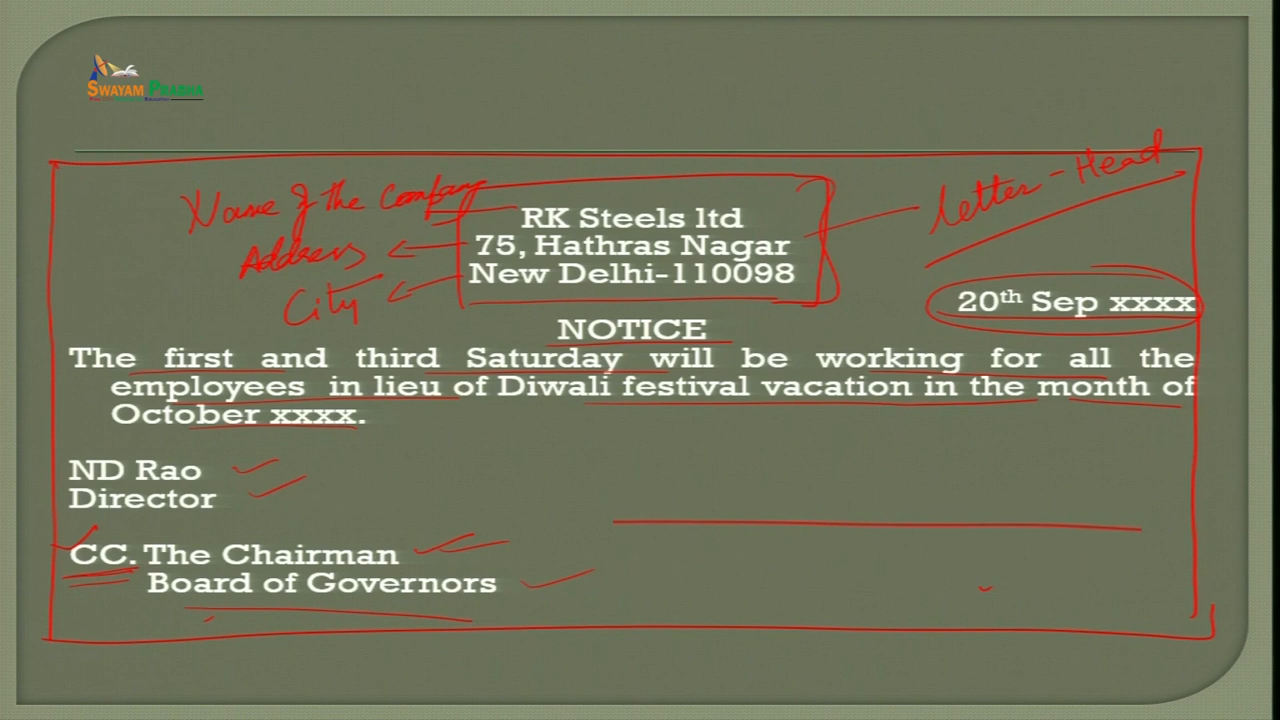 SWAYAM PRABHA
Letter-Head
Name of the Company
RK Steels ltd
Address
75, Hathras Nagar
City
New Delhi-110098
20th Sep xxxx
NOTICE
The first and third Saturday will be working for all the
employees in lieu of Diwali festival vacation in the month of
October xxxx.
ND Rao
Director
CC. The Chairman
Board of Governors